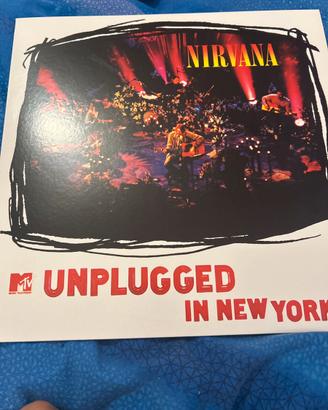 NIRVANA
MTV
UNPLUGGED
IN NEW YORK